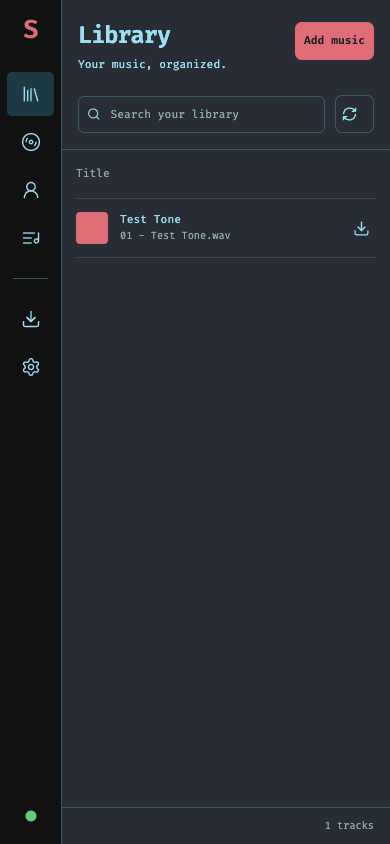 S
Library
Add music
Your music, organized.
Search your library
Title
Test Tone
01 - Test Tone.wav
1 tracks